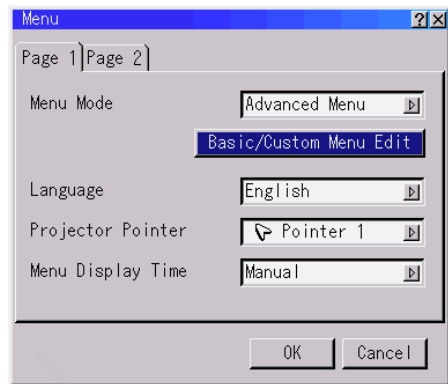 Menu
Page 1 Page 2
Menu Mode Advanced Menu
Basic/Custom Menu Edit
Language English
Projector Pointer Pointer 1
Menu Display Time Manual
OK Cancel